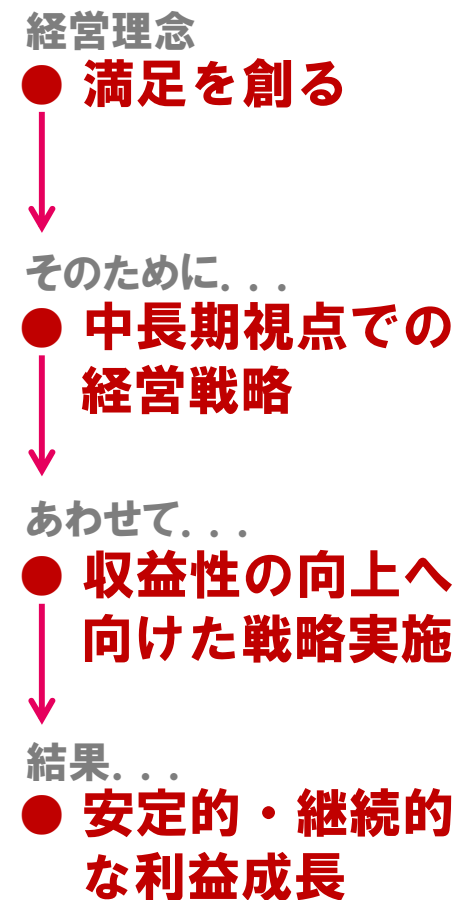 経営理念
● 満足を創る
そのために...
● 中長期視点での
経営戦略
あわせて...
● 収益性の向上へ
向けた戦略実施
結果...
● 安定的・継続的
な利益成長